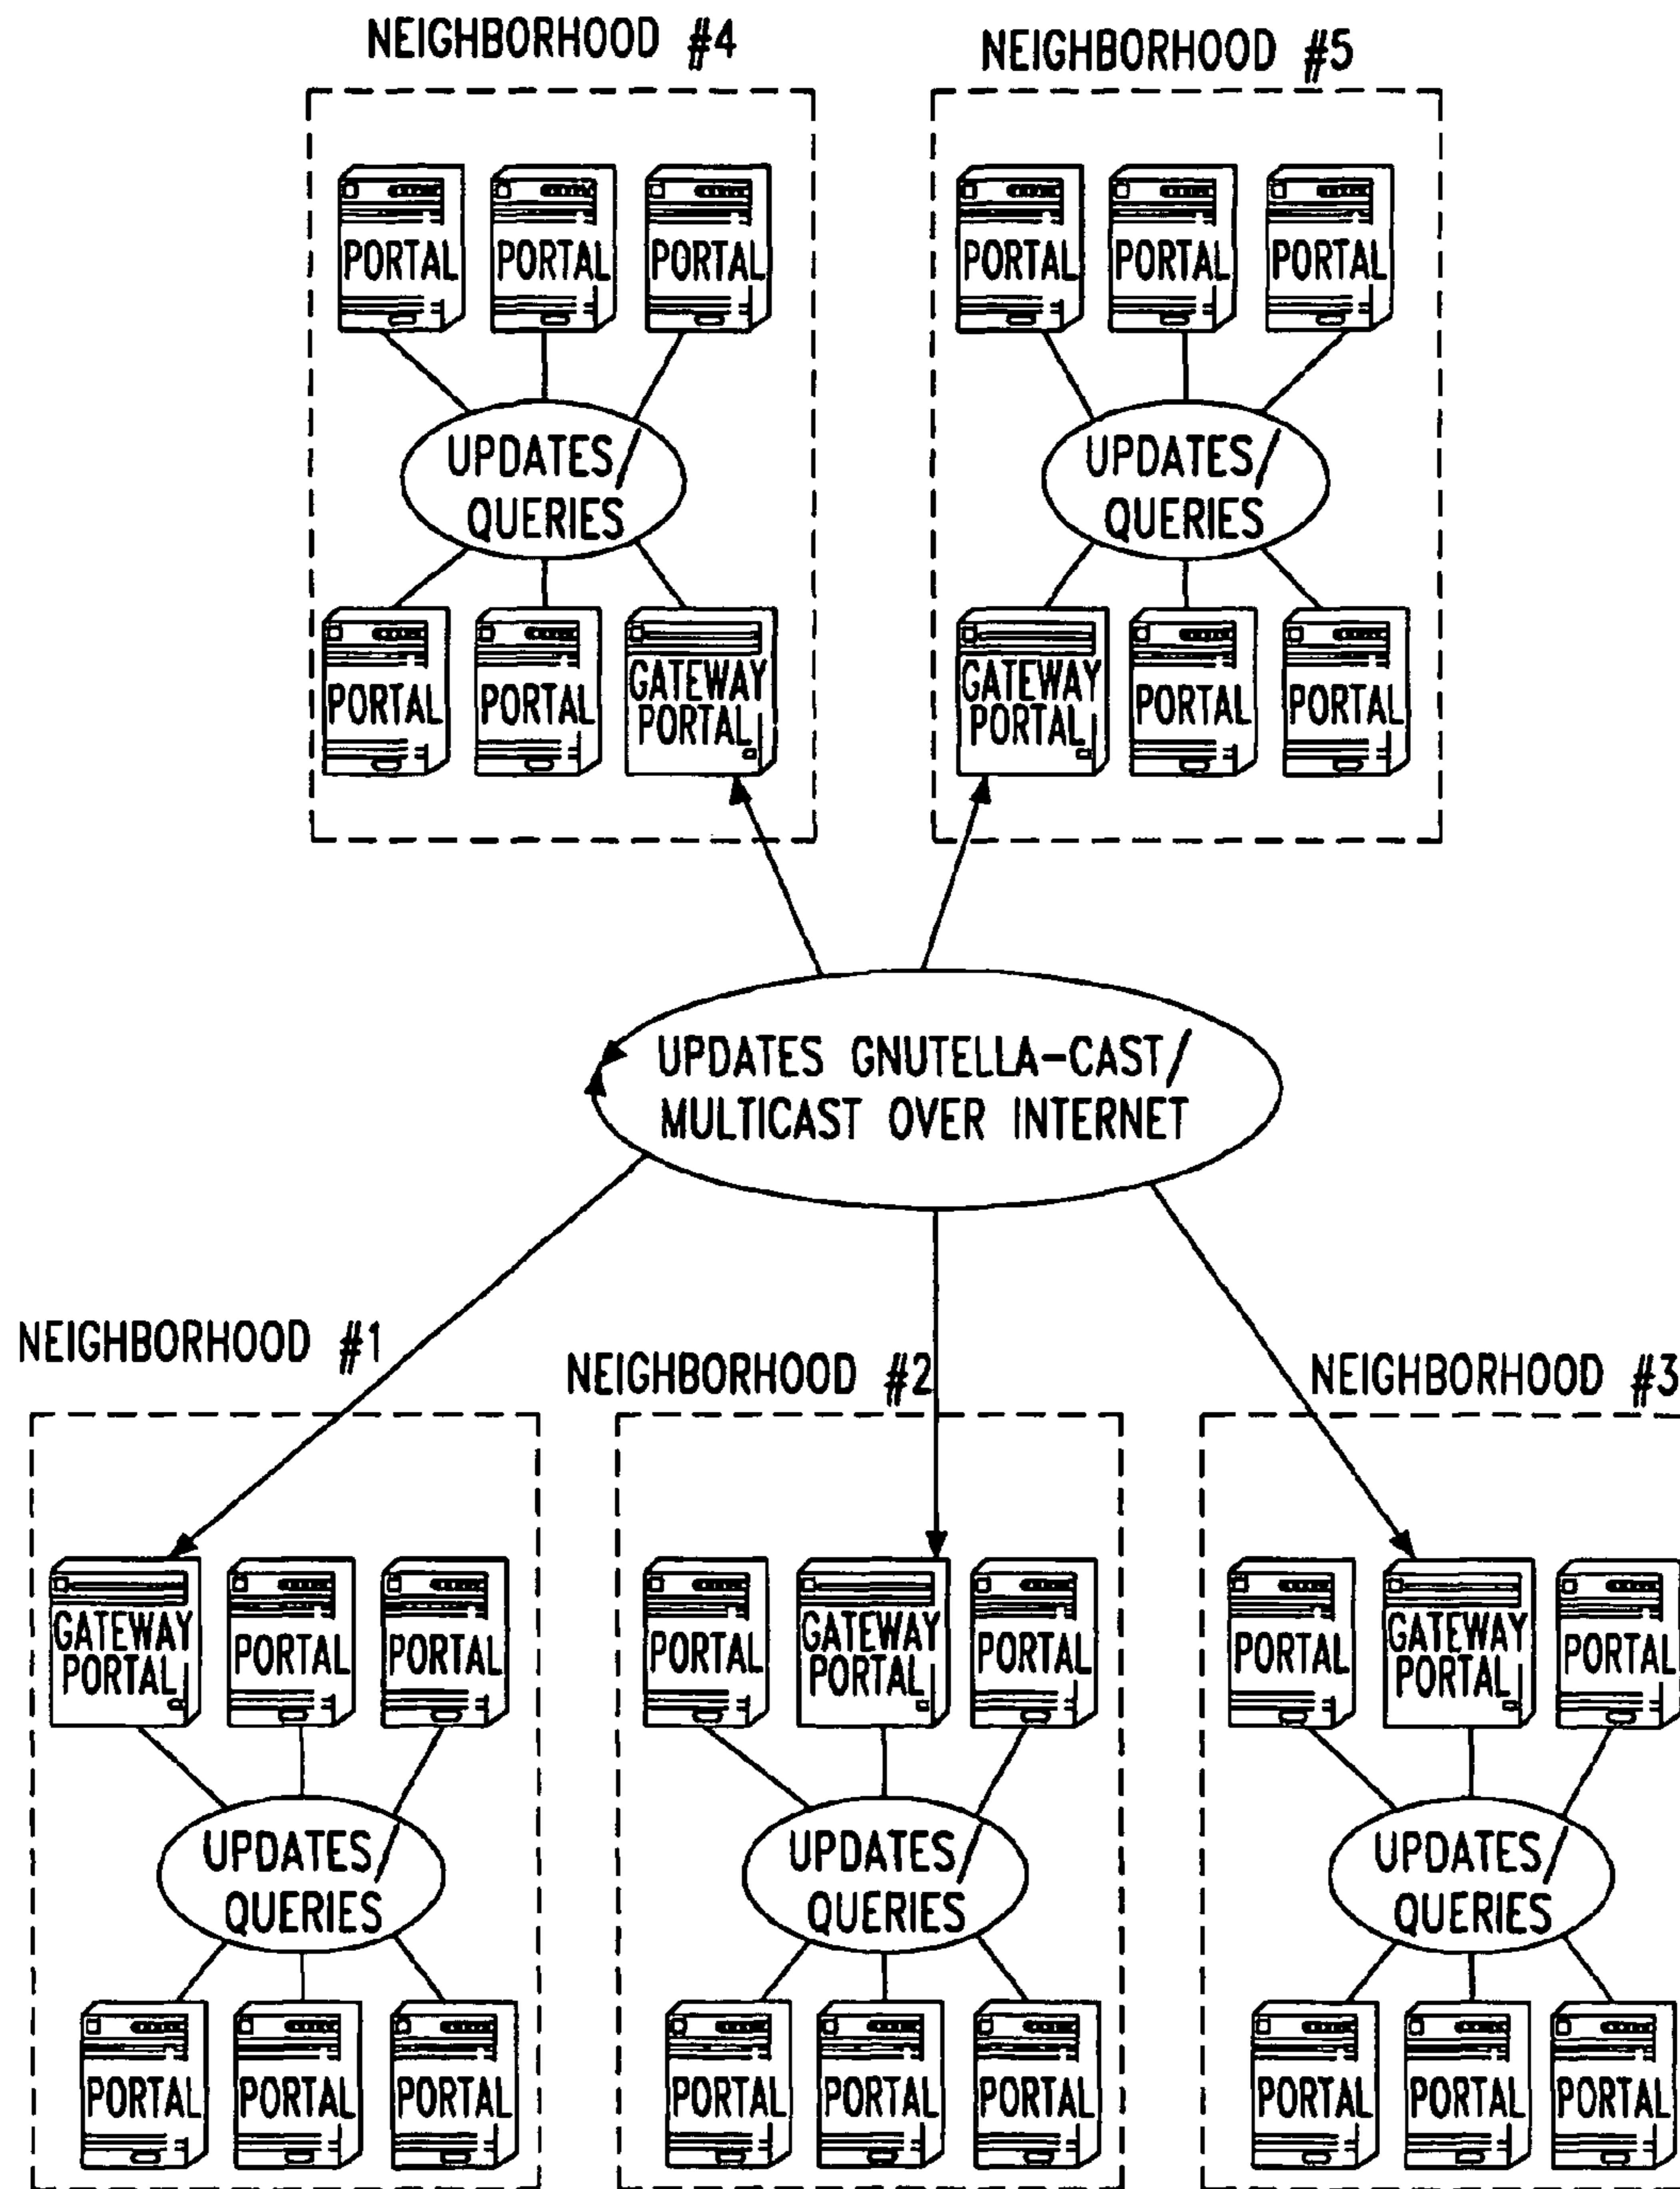 NEIGHBORHOOD #4
NEIGHBORHOOD #5
PORTAL
PORTAL
PORTAL
PORTAL
PORTAL
PORTAL
UPDATES/
QUERIES
UPDATES/
QUERIES
PORTAL
PORTAL
GATEWAY
PORTAL
GATEWAY
PORTAL
PORTAL
PORTAL
UPDATES GNUTELLA-CAST/
MULTICAST OVER INTERNET
NEIGHBORHOOD #1
NEIGHBORHOOD #2
NEIGHBORHOOD #3
GATEWAY
PORTAL
PORTAL
PORTAL
PORTAL
GATEWAY
PORTAL
PORTAL
PORTAL
GATEWAY
PORTAL
PORTAL
UPDATES/
QUERIES
UPDATES/
QUERIES
UPDATES/
QUERIES
PORTAL
PORTAL
PORTAL
PORTAL
PORTAL
PORTAL
PORTAL
PORTAL
PORTAL